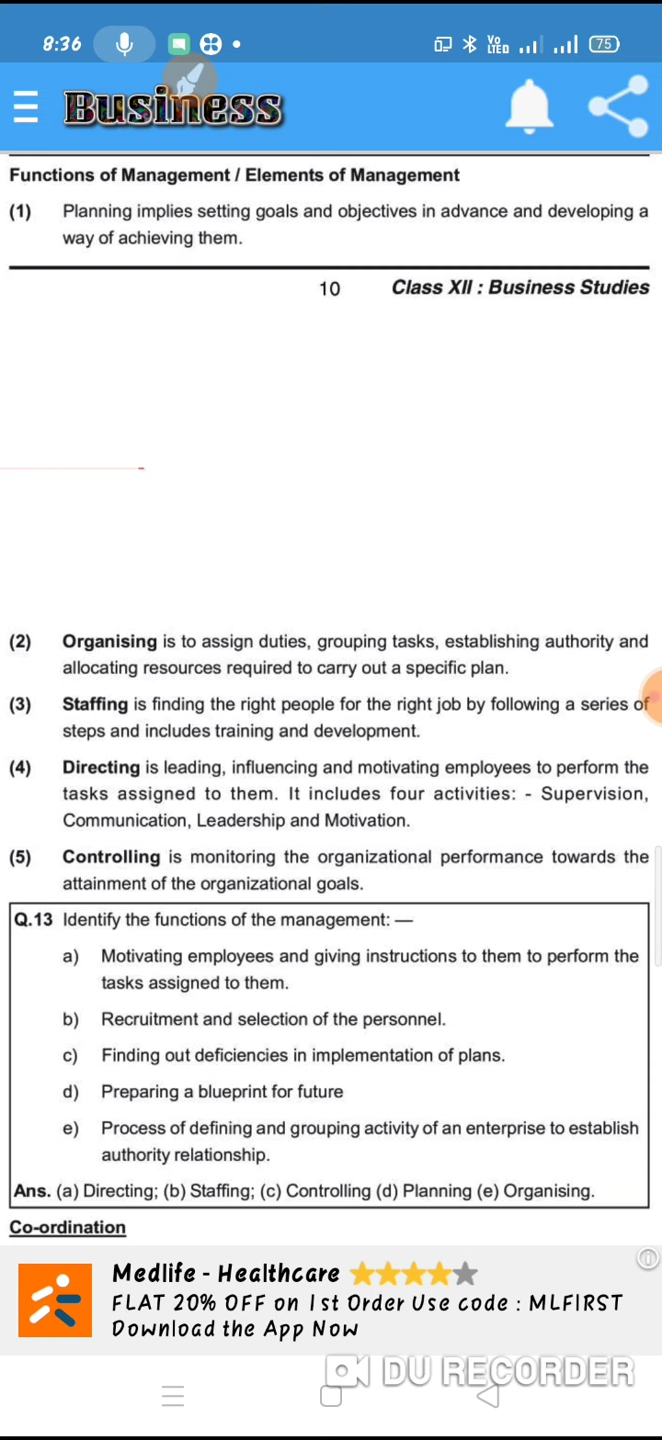 8:36
VO LTED
75
Business
Functions of Management / Elements of Management
(1) Planning implies setting goals and objectives in advance and developing a
way of achieving them.
10 Class XII : Business Studies
(2) Organising is to assign duties, grouping tasks, establishing authority and
allocating resources required to carry out a specific plan.
(3) Staffing is finding the right people for the right job by following a series of
steps and includes training and development.
(4) Directing is leading, influencing and motivating employees to perform the
tasks assigned to them. It includes four activities: - Supervision,
Communication, Leadership and Motivation.
(5) Controlling is monitoring the organizational performance towards the
attainment of the organizational goals.
Q.13 Identify the functions of the management: —
a) Motivating employees and giving instructions to them to perform the
tasks assigned to them.
b) Recruitment and selection of the personnel.
c) Finding out deficiencies in implementation of plans.
d) Preparing a blueprint for future
e) Process of defining and grouping activity of an enterprise to establish
authority relationship.
Ans. (a) Directing; (b) Staffing; (c) Controlling (d) Planning (e) Organising.
Co-ordination
Medlife - Healthcare
FLAT 20% OFF on 1st Order Use code : MLFIRST
Download the App Now
DU RECORDER